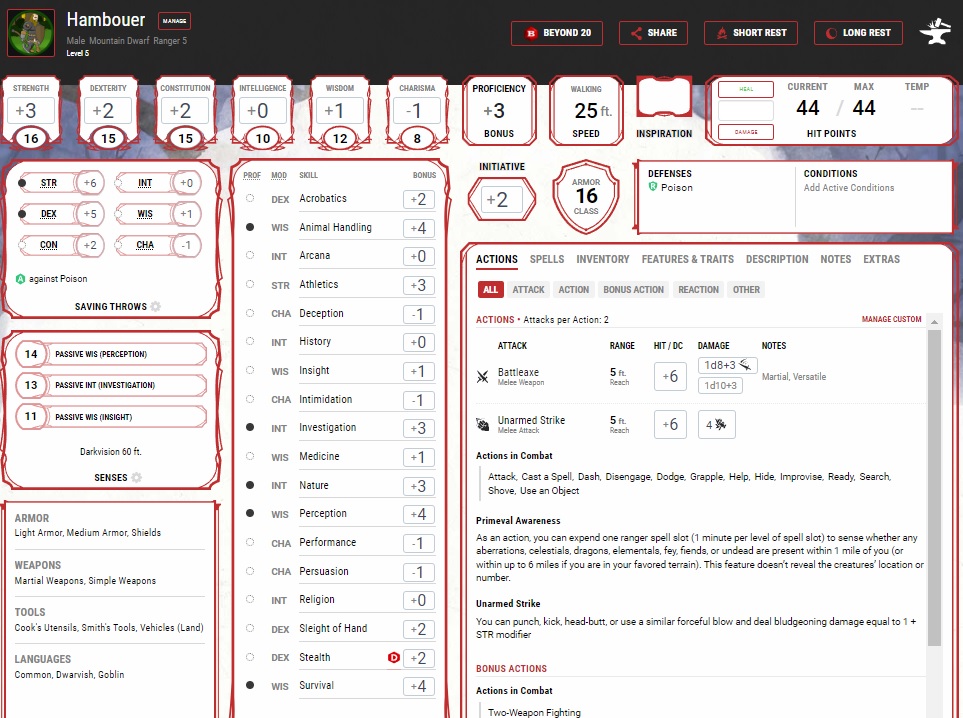 Hambouer
MANAGE
Male Mountain Dwarf Ranger 5
Level 5
BEYOND 20
SHARE
SHORT REST
LONG REST
STRENGTH
+3
16
DEXTERITY
+2
15
CONSTITUTION
+2
15
INTELLIGENCE
+0
10
WISDOM
+1
12
CHARISMA
-1
8
PROFICIENCY
+3
BONUS
WALKING
25 ft.
SPEED
INSPIRATION
HEAL
DAMAGE
CURRENT MAX TEMP
44 / 44 --
HIT POINTS
STR +6 INT +0
DEX +5 WIS +1
CON +2 CHA -1
against Poison
SAVING THROWS
14 PASSIVE WIS (PERCEPTION)
13 PASSIVE INT (INVESTIGATION)
11 PASSIVE WIS (INSIGHT)
Darkvision 60 ft.
SENSES
ARMOR
Light Armor, Medium Armor, Shields
WEAPONS
Martial Weapons, Simple Weapons
TOOLS
Cook's Utensils, Smith's Tools, Vehicles (Land)
LANGUAGES
Common, Dwarvish, Goblin
PROF MOD SKILL BONUS
DEX Acrobatics +2
WIS Animal Handling +4
INT Arcana +0
STR Athletics +3
CHA Deception -1
INT History +0
WIS Insight +1
CHA Intimidation -1
INT Investigation +3
WIS Medicine +1
INT Nature +3
WIS Perception +4
CHA Performance -1
CHA Persuasion -1
INT Religion +0
DEX Sleight of Hand +2
DEX Stealth D +2
WIS Survival +4
INITIATIVE
+2
ARMOR
16
CLASS
DEFENSES
Poison
CONDITIONS
Add Active Conditions
ACTIONS SPELLS INVENTORY FEATURES & TRAITS DESCRIPTION NOTES EXTRAS
ALL ATTACK ACTION BONUS ACTION REACTION OTHER
ACTIONS • Attacks per Action: 2 MANAGE CUSTOM
ATTACK RANGE HIT / DC DAMAGE NOTES
Battleaxe 5 ft. +6 1d8+3 Martial, Versatile
Melee Weapon Reach 1d10+3
Unarmed Strike 5 ft. +6 4
Melee Attack Reach
Actions in Combat
Attack, Cast a Spell, Dash, Disengage, Dodge, Grapple, Help, Hide, Improvise, Ready, Search,
Shove, Use an Object
Primeval Awareness
As an action, you can expend one ranger spell slot (1 minute per level of spell slot) to sense whether any
aberrations, celestials, dragons, elementals, fey, fiends, or undead are present within 1 mile of you (or
within up to 6 miles if you are in your favored terrain). This feature doesn't reveal the creatures' location or
number.
Unarmed Strike
You can punch, kick, head-butt, or use a similar forceful blow and deal bludgeoning damage equal to 1 +
STR modifier
BONUS ACTIONS
Actions in Combat
Two-Weapon Fighting